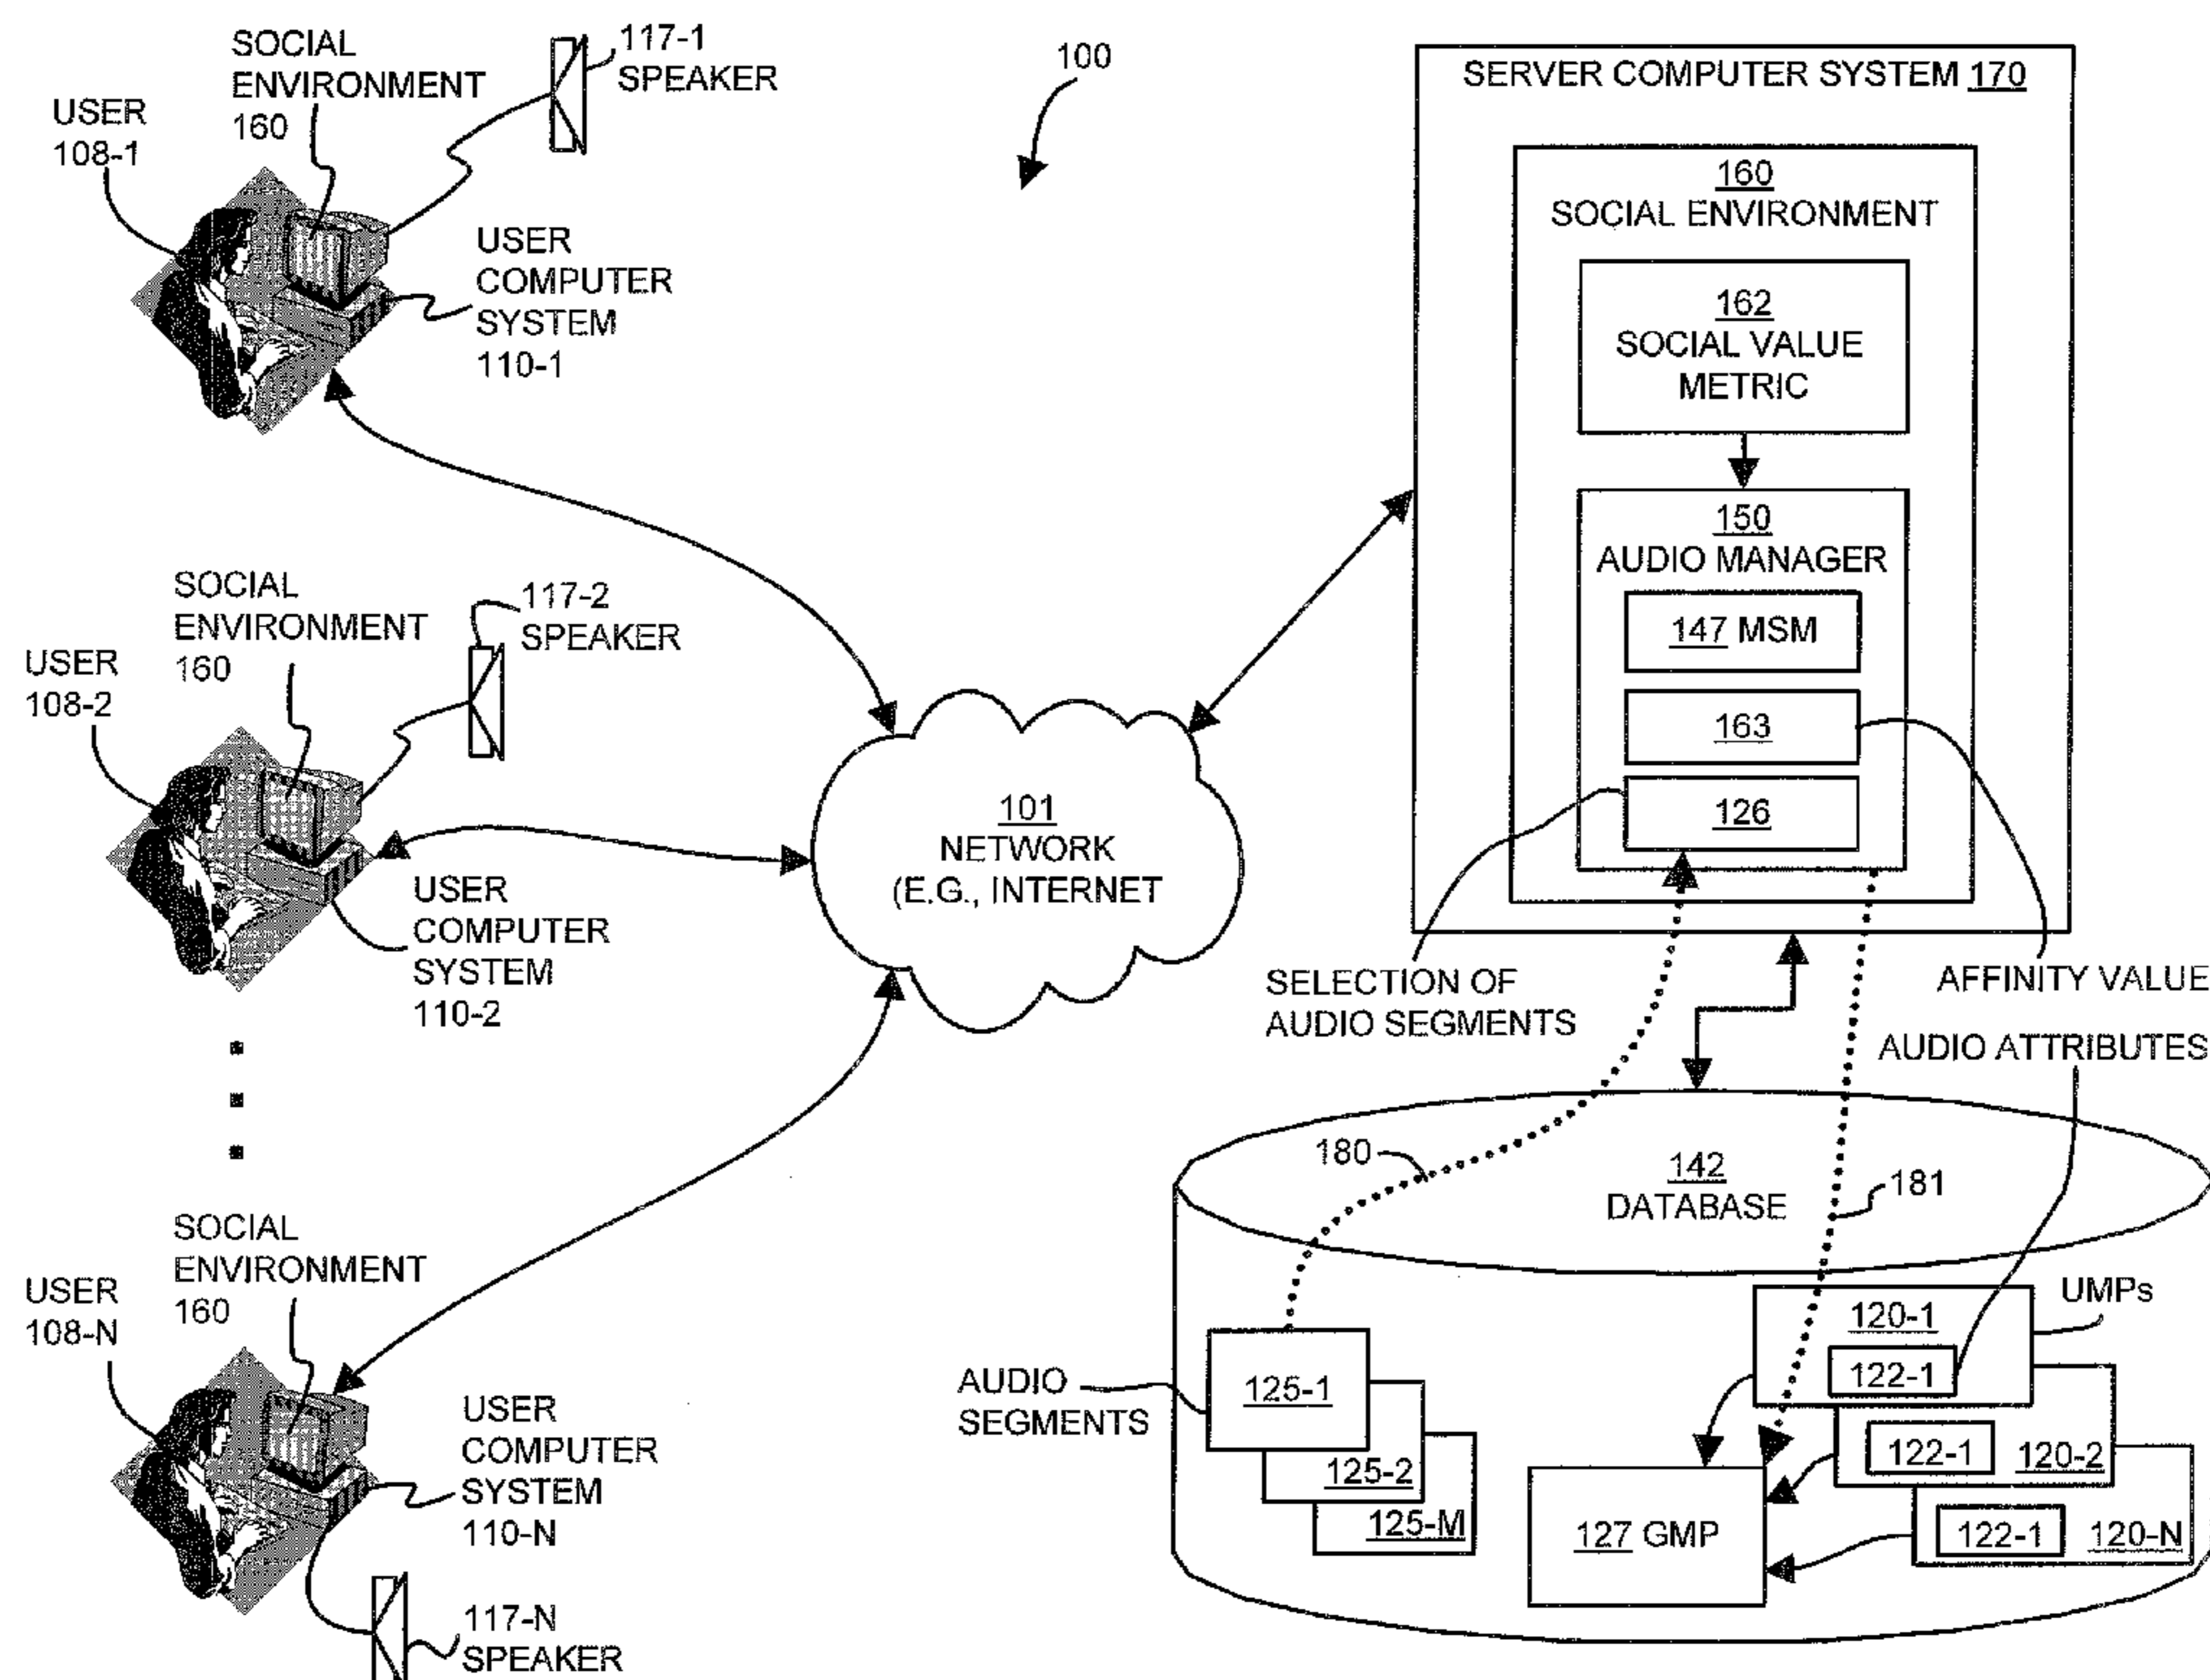 SOCIAL
ENVIRONMENT
160
117-1
SPEAKER
USER
108-1
USER
COMPUTER
SYSTEM
110-1
100
SERVER COMPUTER SYSTEM 170
160
SOCIAL ENVIRONMENT
162
SOCIAL VALUE
METRIC
150
AUDIO MANAGER
147 MSM
163
126
SOCIAL
ENVIRONMENT
160
117-2
SPEAKER
USER
108-2
USER
COMPUTER
SYSTEM
110-2
101
NETWORK
(E.G., INTERNET
SELECTION OF
AUDIO SEGMENTS
AFFINITY VALUE
AUDIO ATTRIBUTES
180
142
DATABASE
181
SOCIAL
ENVIRONMENT
160
USER
108-N
USER
COMPUTER
SYSTEM
110-N
117-N
SPEAKER
AUDIO
SEGMENTS
125-1
125-2
125-M
UMPs
120-1
122-1
122-1 120-2
122-1 120-N
127 GMP